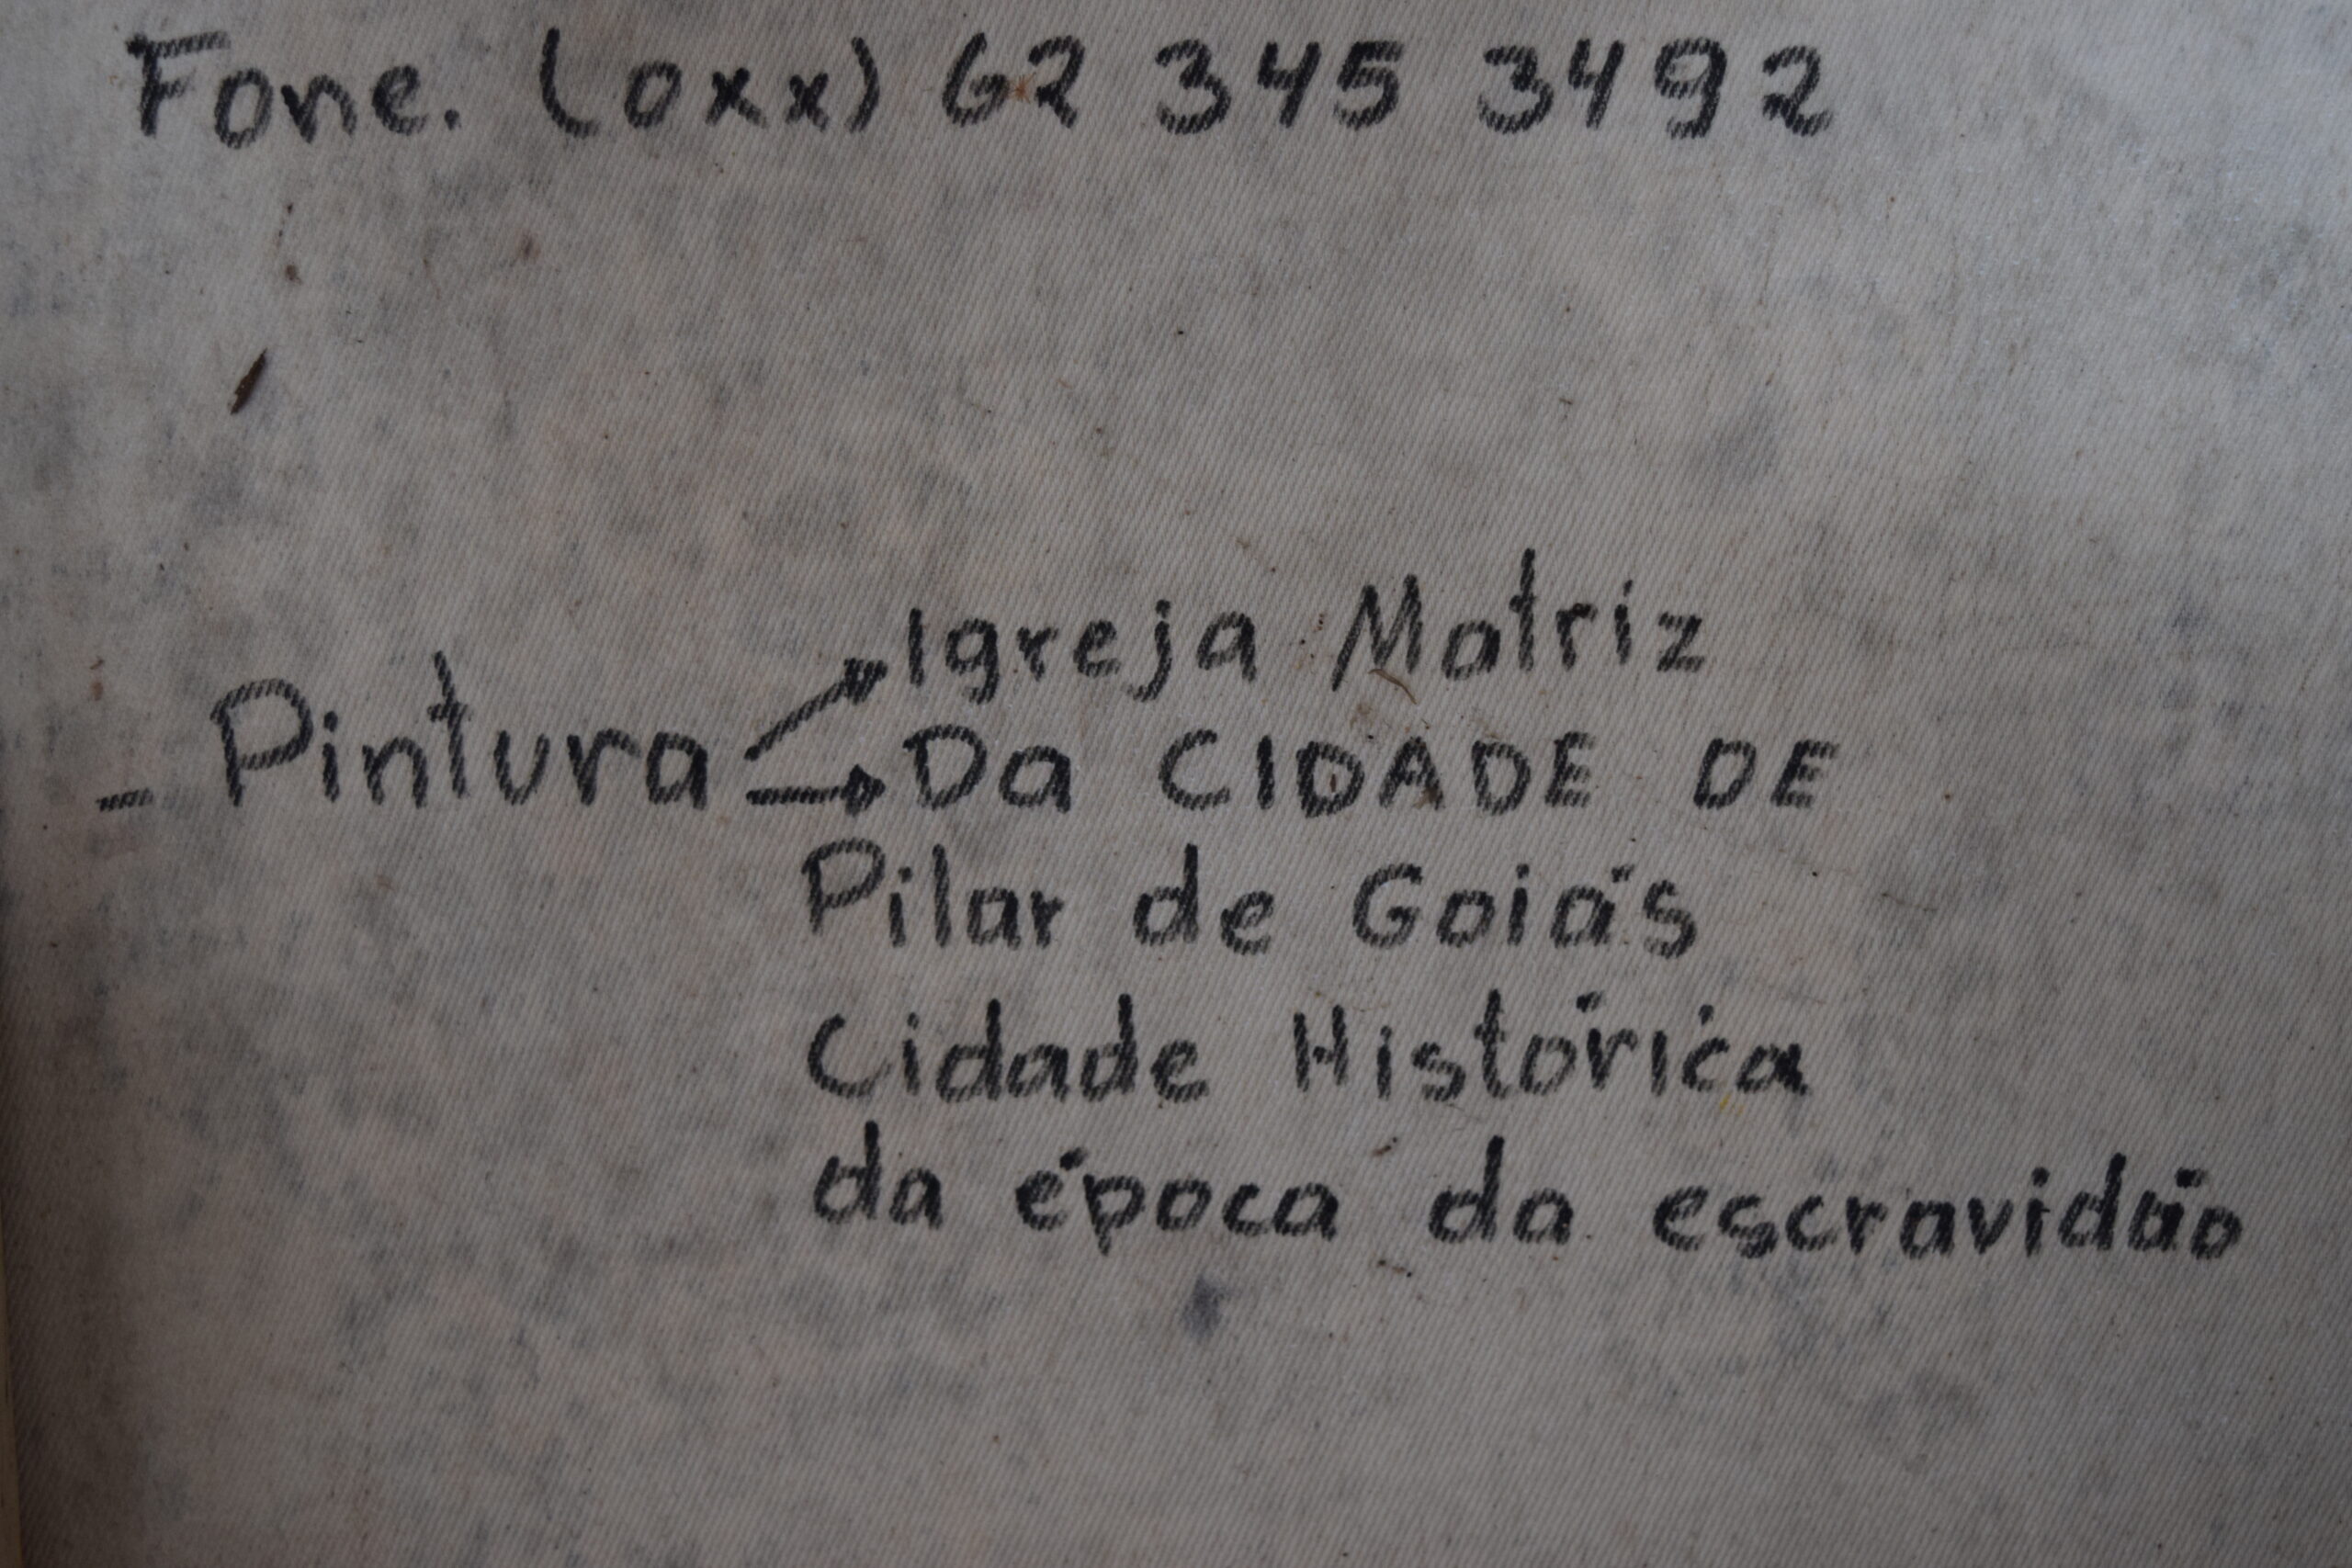 Fone. (0xx) 62 345 3492
Igreja Matriz
- Pintura Da CIDADE DE
Pilar de Goiás
Cidade Histórica
da época da escravidão